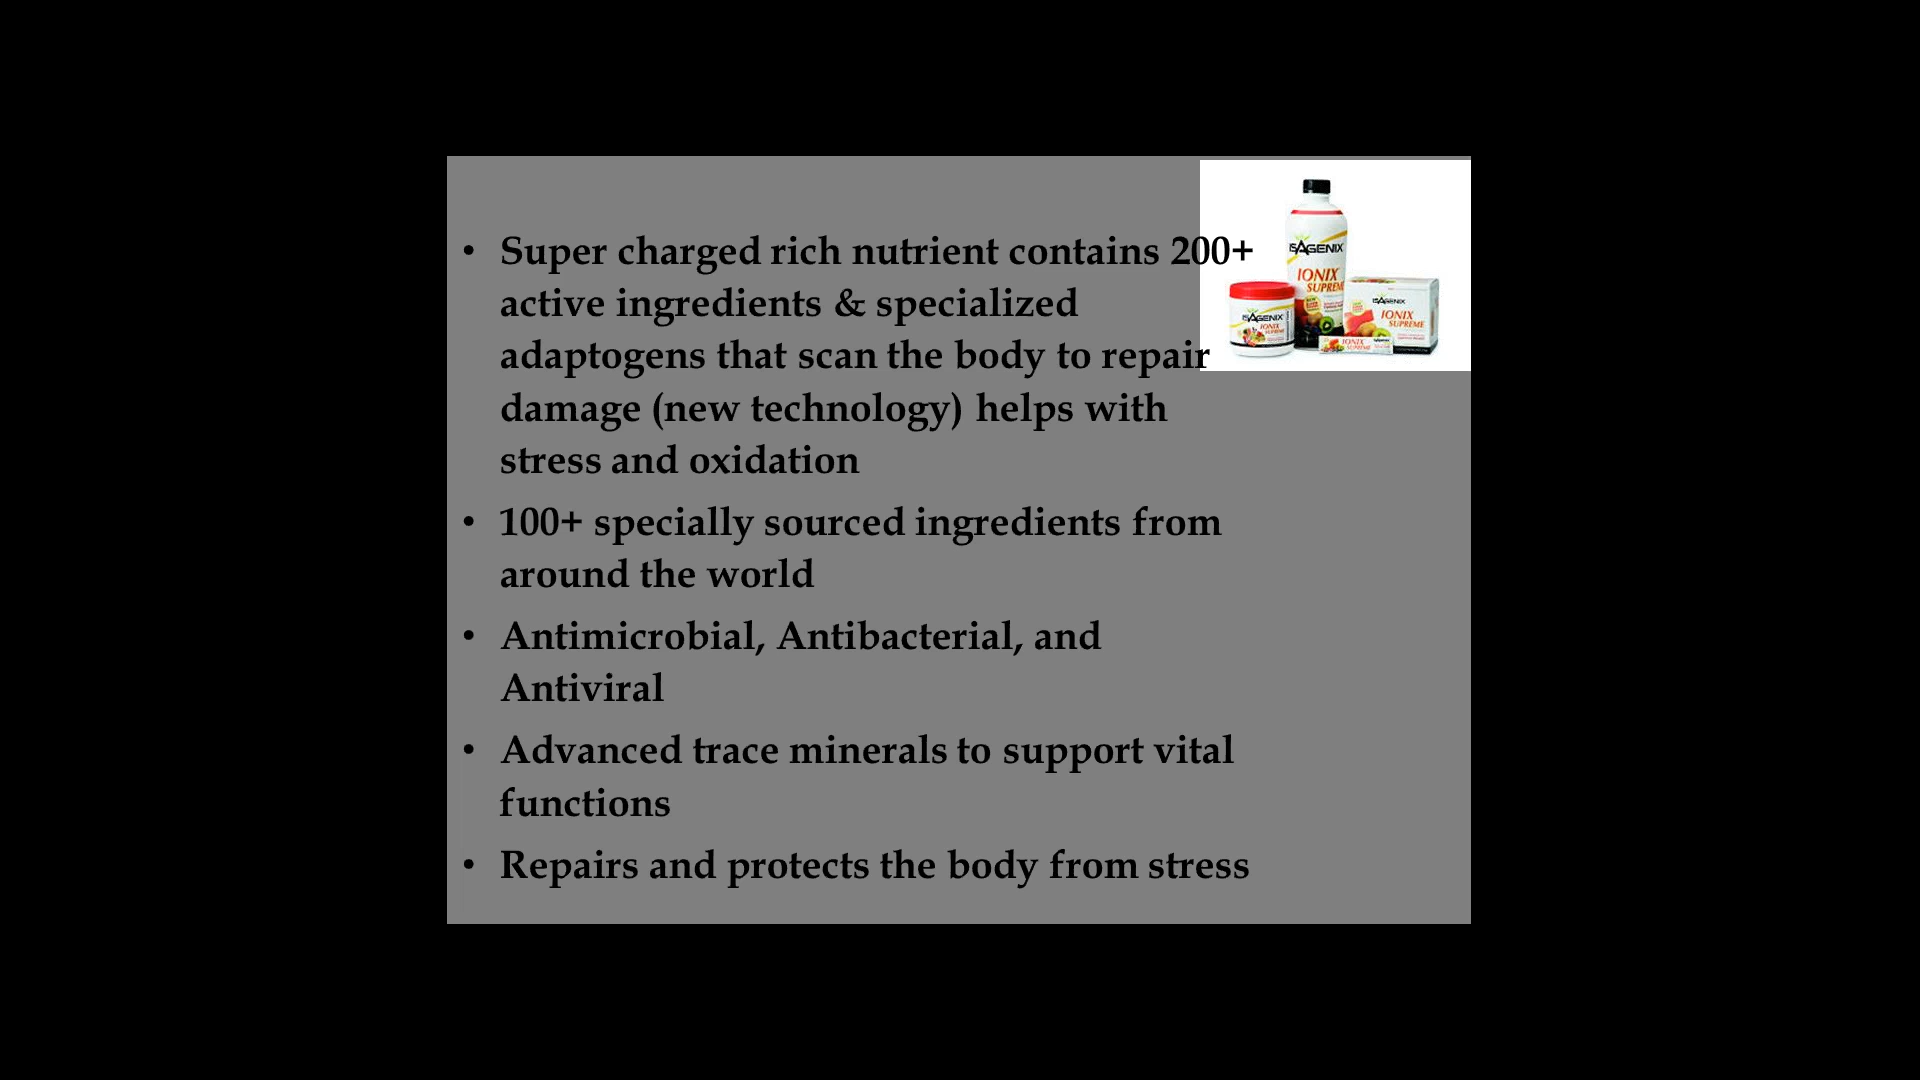 • Super charged rich nutrient contains 200+
active ingredients & specialized
adaptogens that scan the body to repair
damage (new technology) helps with
stress and oxidation
• 100+ specially sourced ingredients from
around the world
• Antimicrobial, Antibacterial, and
Antiviral
• Advanced trace minerals to support vital
functions
• Repairs and protects the body from stress
ISAGENIX
IONIX
SUPREME
ISAGENIX
IONIX
SUPREME
ISAGENIX
IONIX
SUPREME
IONIX
SUPREME